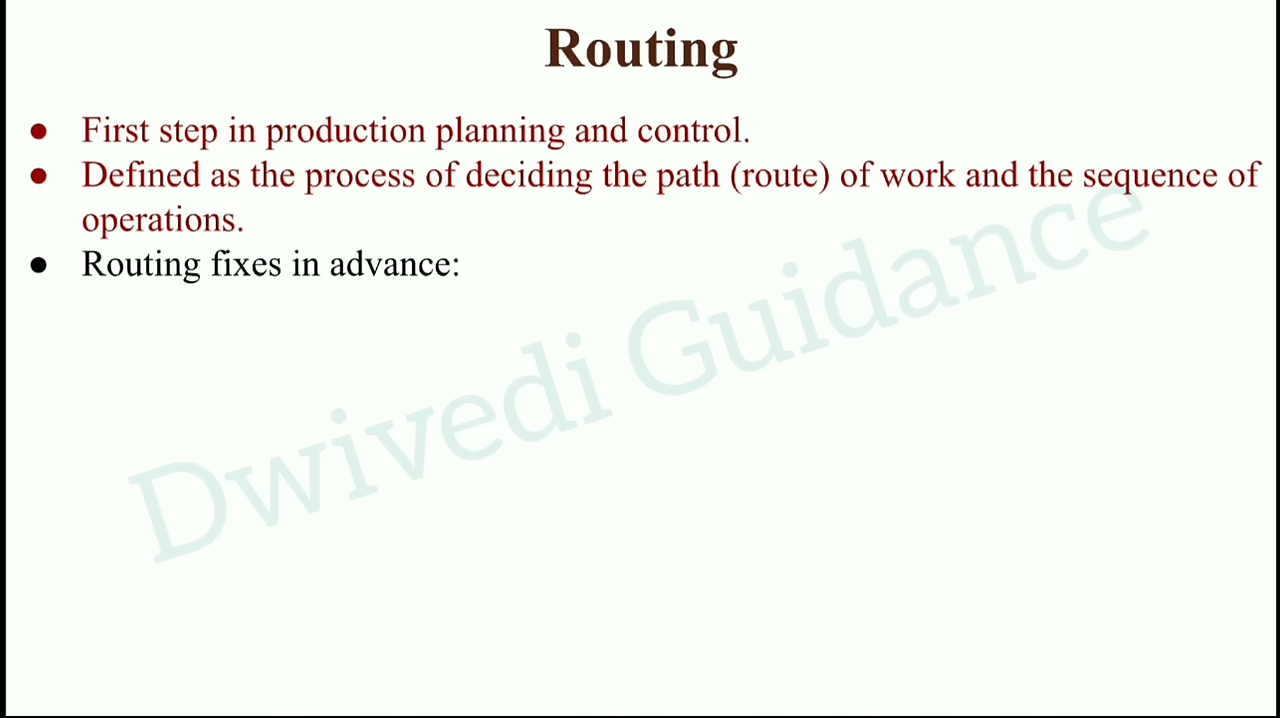 Routing
● First step in production planning and control.
● Defined as the process of deciding the path (route) of work and the sequence of
operations.
● Routing fixes in advance:
Dwivedi Guidance